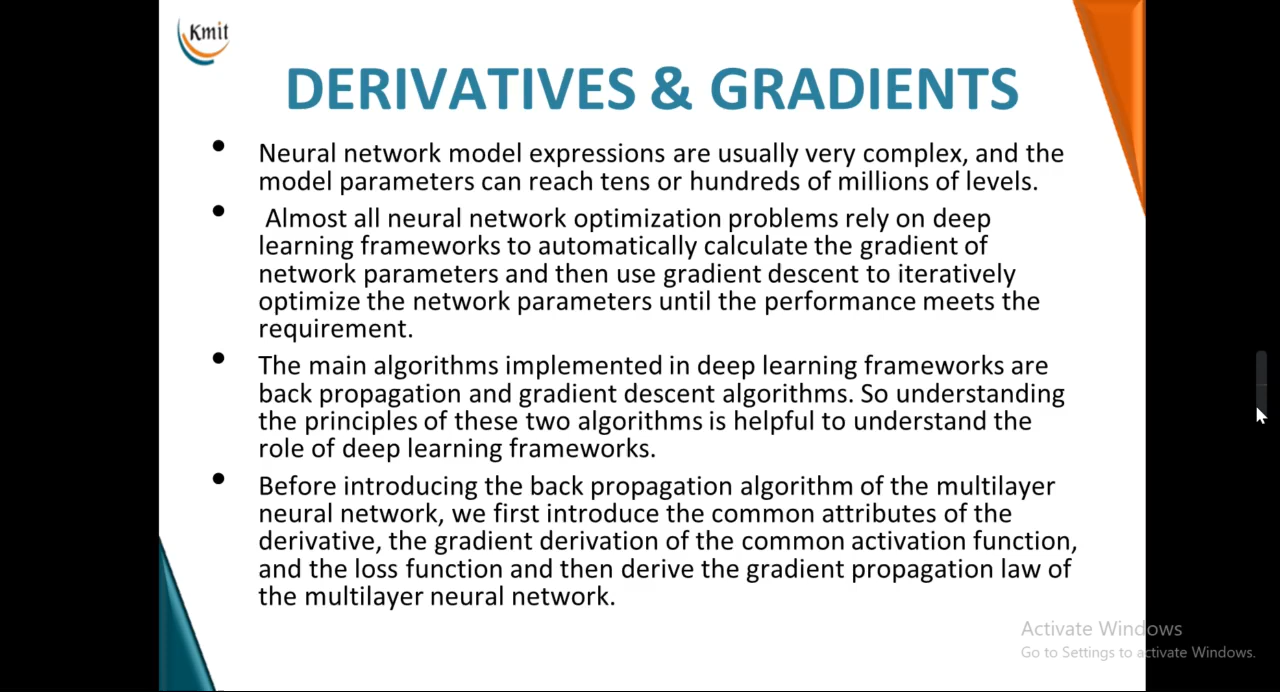 Kmit
DERIVATIVES & GRADIENTS
• Neural network model expressions are usually very complex, and the
model parameters can reach tens or hundreds of millions of levels.
• Almost all neural network optimization problems rely on deep
learning frameworks to automatically calculate the gradient of
network parameters and then use gradient descent to iteratively
optimize the network parameters until the performance meets the
requirement.
• The main algorithms implemented in deep learning frameworks are
back propagation and gradient descent algorithms. So understanding
the principles of these two algorithms is helpful to understand the
role of deep learning frameworks.
• Before introducing the back propagation algorithm of the multilayer
neural network, we first introduce the common attributes of the
derivative, the gradient derivation of the common activation function,
and the loss function and then derive the gradient propagation law of
the multilayer neural network.
Activate Windows
Go to Settings to activate Windows.